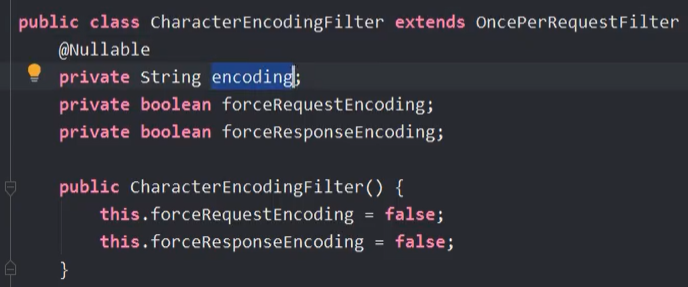 public class CharacterEncodingFilter extends OncePerRequestFilter
@Nullable
private String encoding;
private boolean forceRequestEncoding;
private boolean forceResponseEncoding;
public CharacterEncodingFilter() {
this.forceRequestEncoding = false;
this.forceResponseEncoding = false;
}